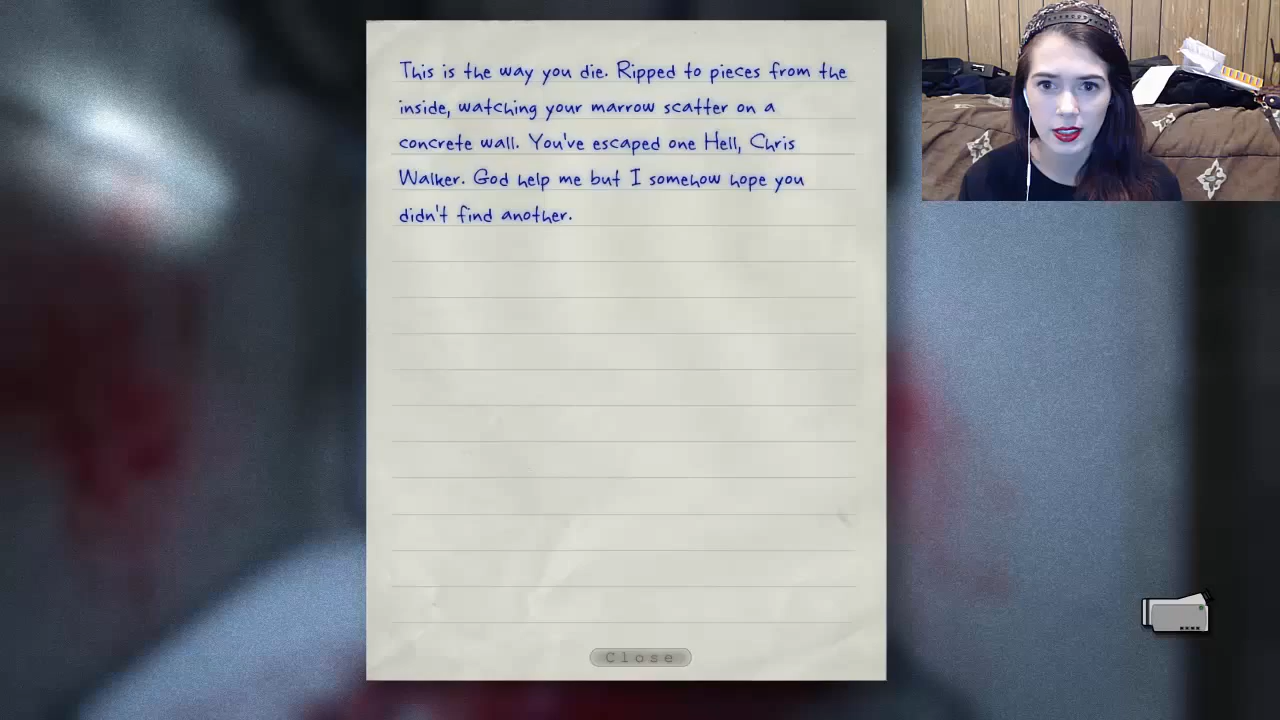 This is the way you die. Ripped to pieces from the
inside, watching your marrow scatter on a
concrete wall. You've escaped one Hell, Chris
Walker. God help me but I somehow hope you
didn't find another.
Close